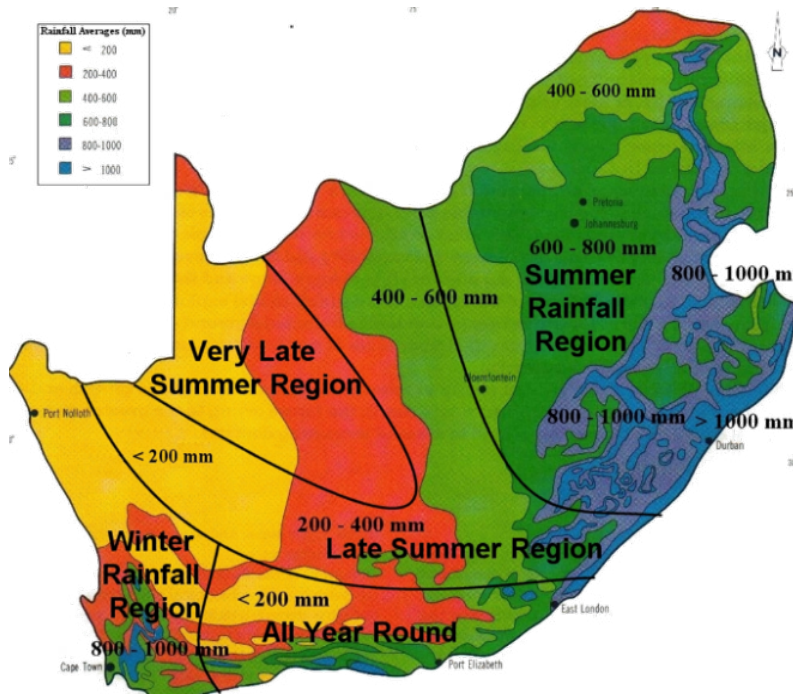 Rainfall Averages (mm)
< 200
200-400
400-600
600-800
800-1000
> 1000
N
400 - 600 mm
Pretoria
Johannesburg
600 - 800 mm
Summer
Rainfall
Region
800 - 1000 m
400 - 600 mm
Very Late
Summer Region
Bloemfontein
Port Nolloth
800 - 1000 mm
> 1000 mm
Durban
< 200 mm
200 - 400 mm
Late Summer Region
Winter
Rainfall
Region
< 200 mm
East London
All Year Round
800 - 1000 mm
Cape Town
Port Elizabeth